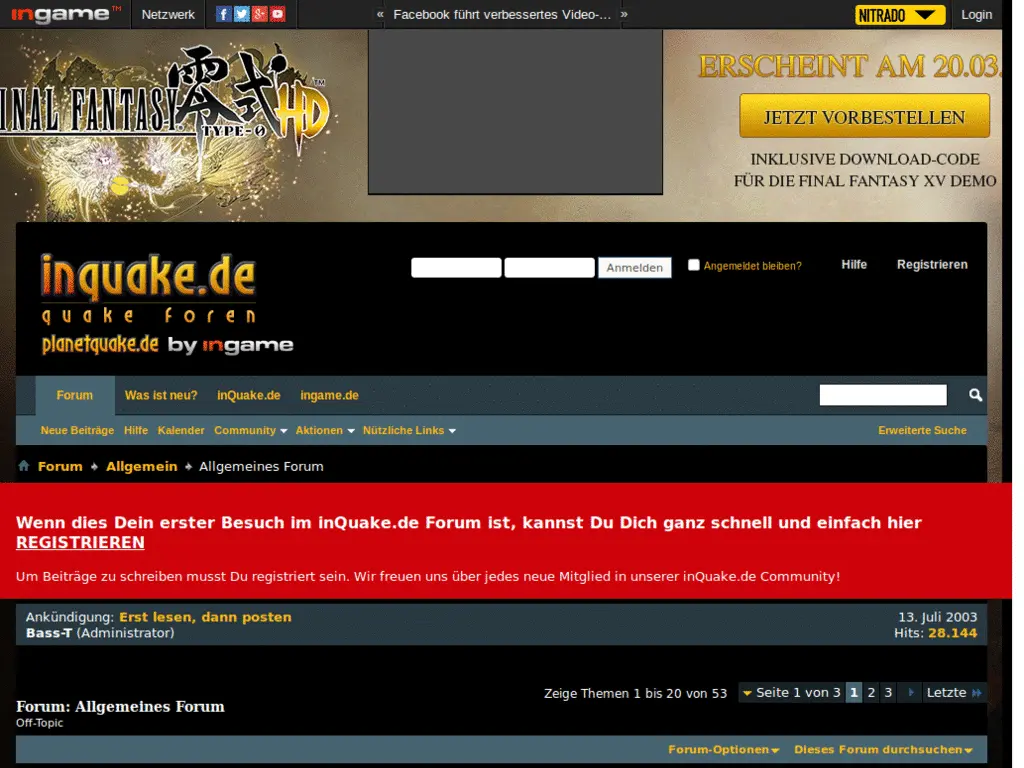 ingame™
Netzwerk
« Facebook führt verbessertes Video-... »
NITRADO
Login
FINAL FANTASY 零式 HD™
TYPE-0
ERSCHEINT AM 20.03.
JETZT VORBESTELLEN
INKLUSIVE DOWNLOAD-CODE
FÜR DIE FINAL FANTASY XV DEMO
inquake.de
quake foren
planetquake.de by ingame
Anmelden
Angemeldet bleiben?
Hilfe
Registrieren
Forum
Was ist neu?
inQuake.de
ingame.de
Neue Beiträge
Hilfe
Kalender
Community
Aktionen
Nützliche Links
Erweiterte Suche
Forum Allgemein Allgemeines Forum
Wenn dies Dein erster Besuch im inQuake.de Forum ist, kannst Du Dich ganz schnell und einfach hier
REGISTRIEREN
Um Beiträge zu schreiben musst Du registriert sein. Wir freuen uns über jedes neue Mitglied in unserer inQuake.de Community!
Ankündigung: Erst lesen, dann posten
13. Juli 2003
Bass-T (Administrator)
Hits: 28.144
Zeige Themen 1 bis 20 von 53
Seite 1 von 3 1 2 3 Letzte
Forum: Allgemeines Forum
Off-Topic
Forum-Optionen
Dieses Forum durchsuchen